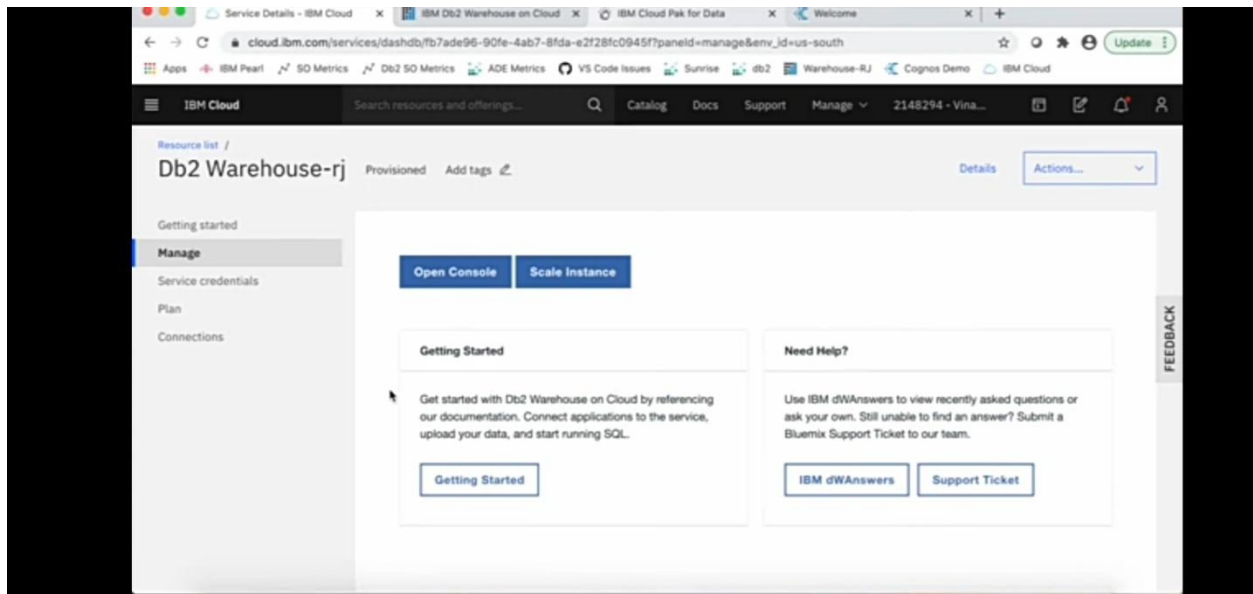 Service Details - IBM Cloud
IBM Db2 Warehouse on Cloud
IBM Cloud Pak for Data
Welcome
cloud.ibm.com/services/dashdb/fb7ade96-90fe-4ab7-8fda-e2f28fc0945f?paneId=manage&env_id=us-south
Update
Apps IBM Pearl SO Metrics Db2 SO Metrics ADE Metrics VS Code Issues Sunrise db2 Warehouse-RJ Cognos Demo IBM Cloud
IBM Cloud Search resources and offerings... Catalog Docs Support Manage 2148294 - Vina...
Resource list /
Db2 Warehouse-rj Provisioned Add tags Details Actions...
Getting started
Manage
Service credentials
Plan
Connections
Open Console Scale Instance
Getting Started
Get started with Db2 Warehouse on Cloud by referencing
our documentation. Connect applications to the service,
upload your data, and start running SQL.
Getting Started
Need Help?
Use IBM dWAnswers to view recently asked questions or
ask your own. Still unable to find an answer? Submit a
Bluemix Support Ticket to our team.
IBM dWAnswers Support Ticket
FEEDBACK